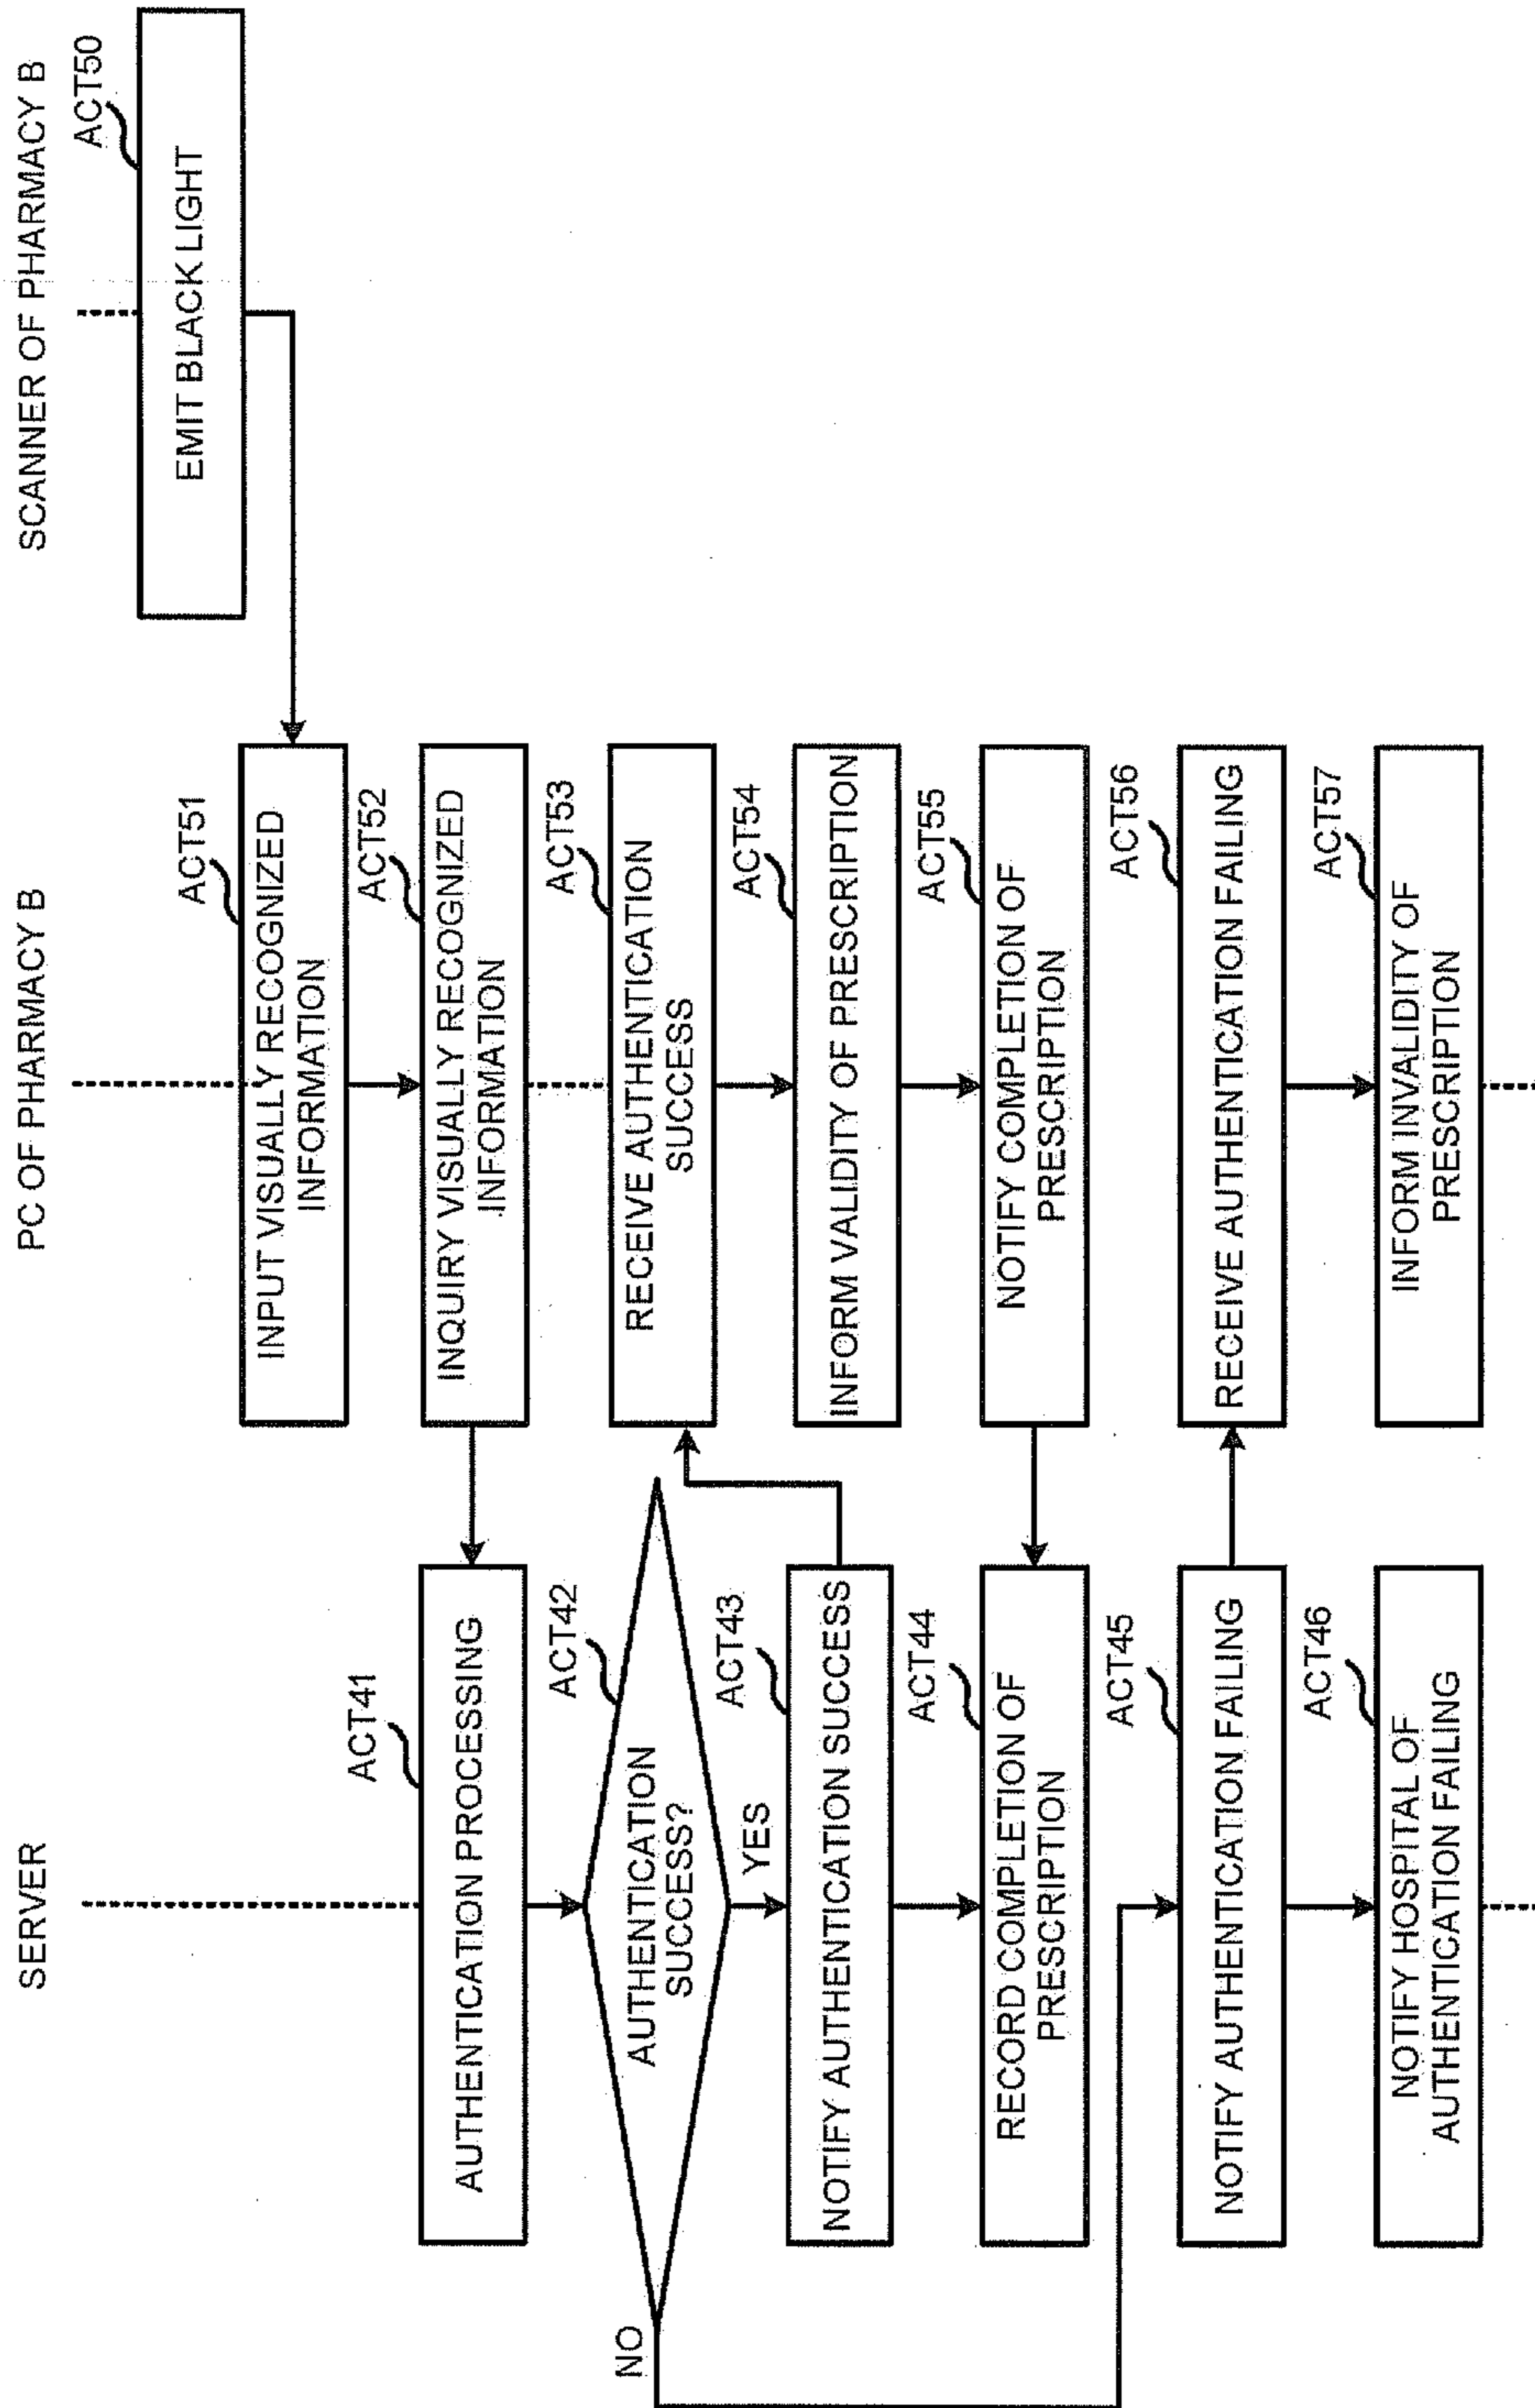 SERVER
PC OF PHARMACY B
SCANNER OF PHARMACY B
ACT50
EMIT BLACK LIGHT
ACT51
INPUT VISUALLY RECOGNIZED
INFORMATION
ACT52
INQUIRY VISUALLY RECOGNIZED
INFORMATION
ACT41
AUTHENTICATION PROCESSING
ACT42
AUTHENTICATION
SUCCESS?
YES
NO
ACT53
RECEIVE AUTHENTICATION
SUCCESS
ACT43
NOTIFY AUTHENTICATION SUCCESS
ACT54
INFORM VALIDITY OF PRESCRIPTION
ACT44
RECORD COMPLETION OF
PRESCRIPTION
ACT55
NOTIFY COMPLETION OF
PRESCRIPTION
ACT45
NOTIFY AUTHENTICATION FAILING
ACT56
RECEIVE AUTHENTICATION FAILING
ACT46
NOTIFY HOSPITAL OF
AUTHENTICATION FAILING
ACT57
INFORM INVALIDITY OF
PRESCRIPTION